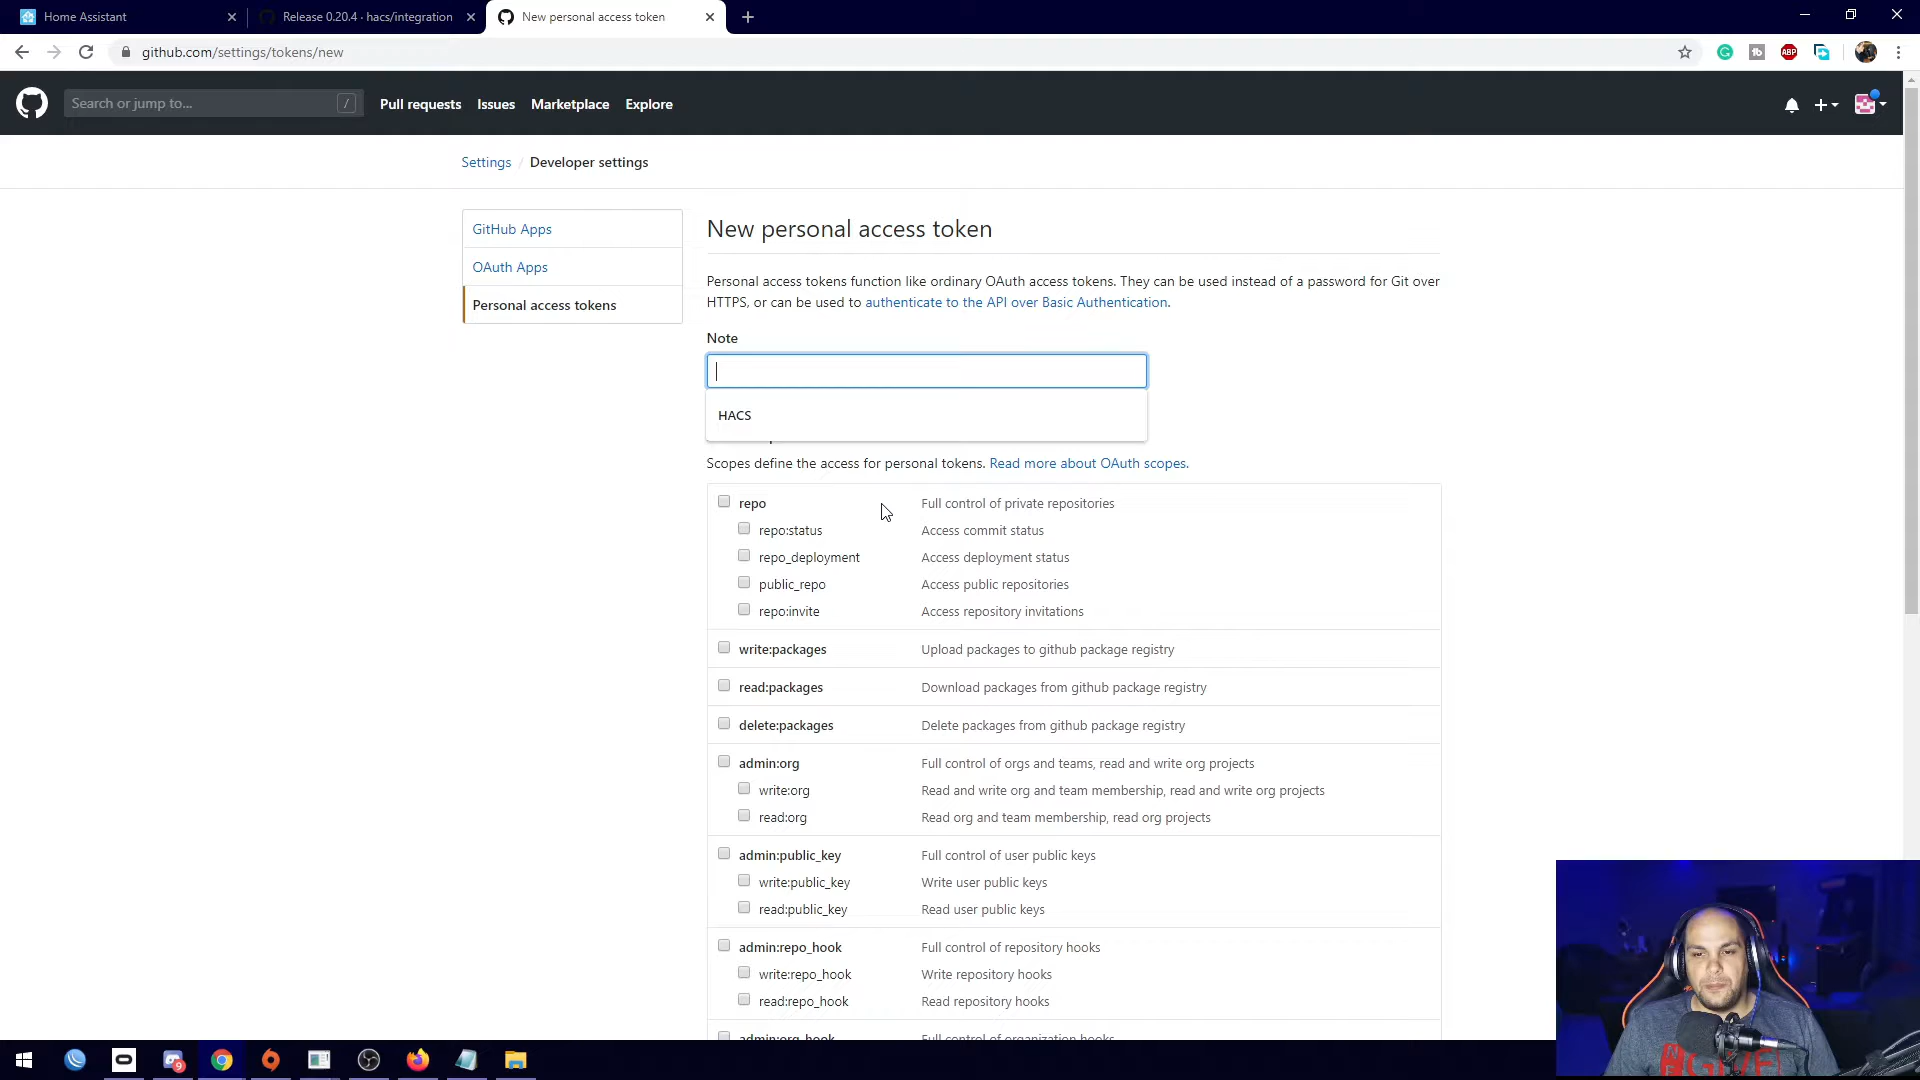 Home Assistant
Release 0.20.4 · hacs/integration
New personal access token
github.com/settings/tokens/new
Search or jump to...
/
Pull requests Issues Marketplace Explore
Settings / Developer settings
GitHub Apps
OAuth Apps
Personal access tokens
New personal access token
Personal access tokens function like ordinary OAuth access tokens. They can be used instead of a password for Git over
HTTPS, or can be used to authenticate to the API over Basic Authentication.
Note
HACS
Scopes define the access for personal tokens. Read more about OAuth scopes.
repo Full control of private repositories
repo:status Access commit status
repo_deployment Access deployment status
public_repo Access public repositories
repo:invite Access repository invitations
write:packages Upload packages to github package registry
read:packages Download packages from github package registry
delete:packages Delete packages from github package registry
admin:org Full control of orgs and teams, read and write org projects
write:org Read and write org and team membership, read and write org projects
read:org Read org and team membership, read org projects
admin:public_key Full control of user public keys
write:public_key Write user public keys
read:public_key Read user public keys
admin:repo_hook Full control of repository hooks
write:repo_hook Write repository hooks
read:repo_hook Read repository hooks
admin:org_hook Full control of organization hooks
ABP
9